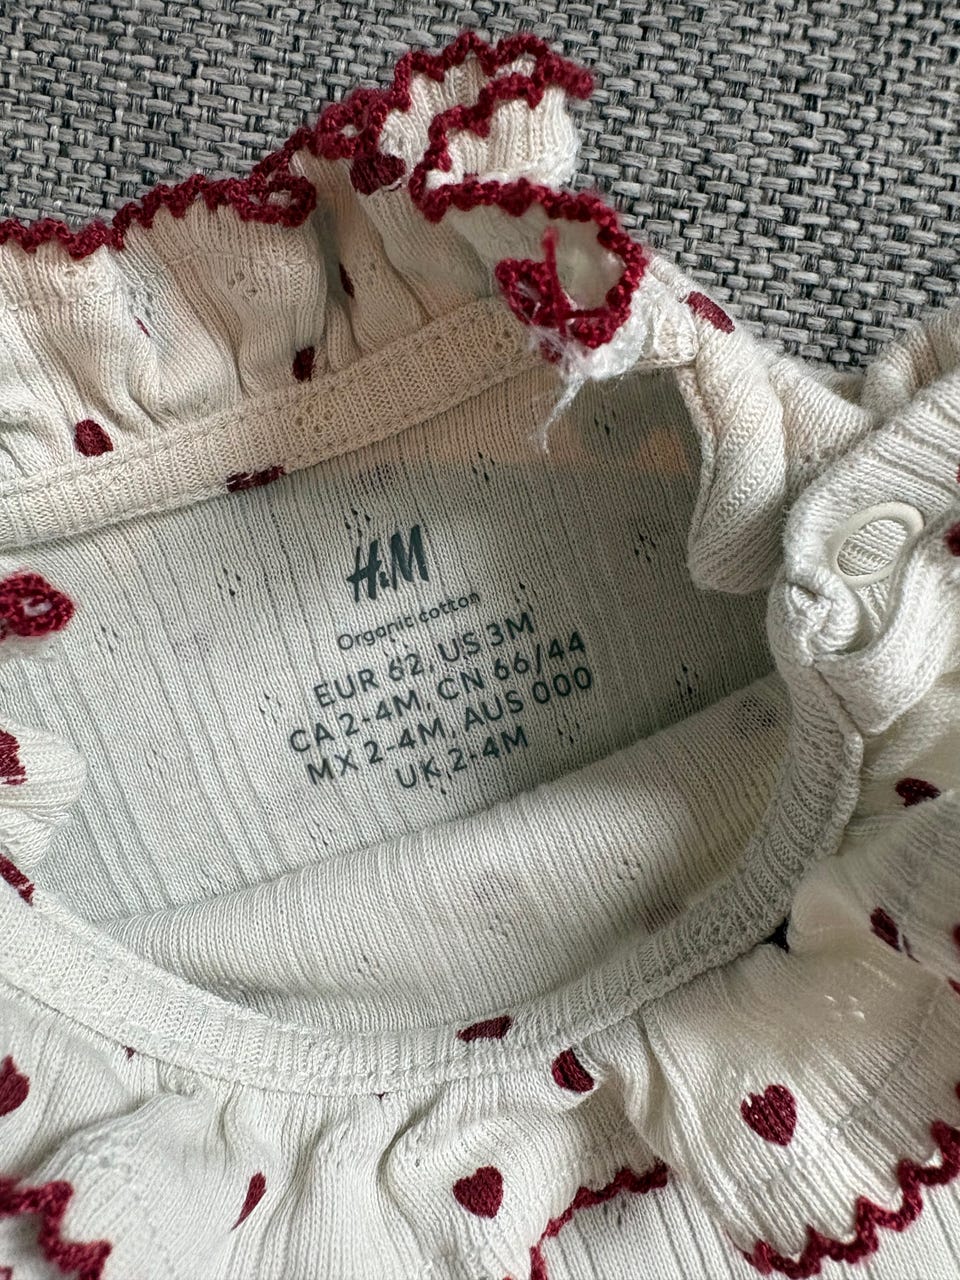 H&M
Organic cotton
EUR 62, US 3M
CA 2-4M, CN 66/44
MX 2-4M, AUS 000
UK 2-4M